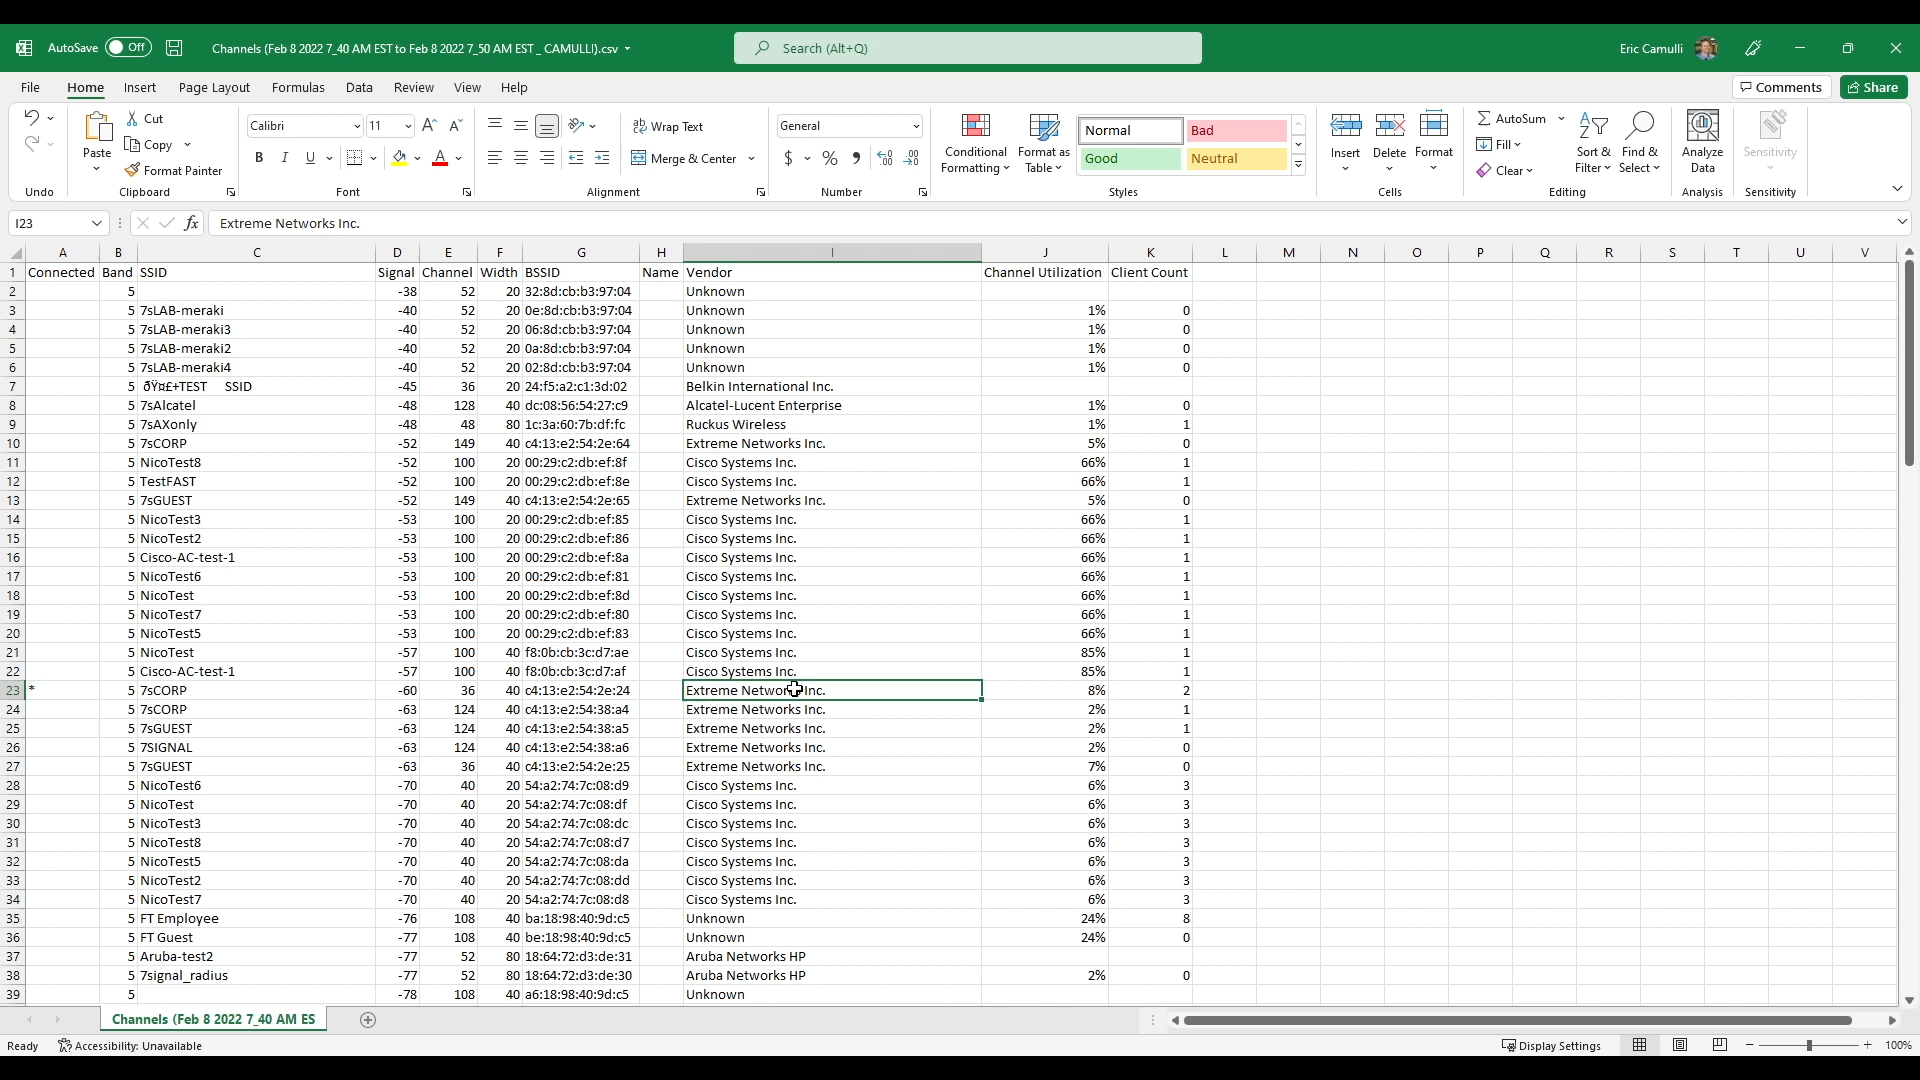 AutoSave Off Channels (Feb 8 2022 7_40 AM EST to Feb 8 2022 7_50 AM EST _ CAMULLI).csv Search (Alt+Q) Eric Camulli
File Home Insert Page Layout Formulas Data Review View Help Comments Share
Paste Cut Calibri 11 Wrap Text General Conditional Formatting Format as Table Normal Bad Insert Delete Format AutoSum Sort & Filter Find & Select Analyze Data Sensitivity
Copy B I U A Merge & Center $ % Good Neutral Fill
Format Painter Clear
Undo Clipboard Font Alignment Number Styles Cells Editing Analysis Sensitivity
I23 fx Extreme Networks Inc.
A B C D E F G H I J K L M N O P Q R S T U V
1 Connected Band SSID Signal Channel Width BSSID Name Vendor Channel Utilization Client Count
2 5 -38 52 20 32:8d:cb:b3:97:04 Unknown
3 5 7sLAB-meraki -40 52 20 0e:8d:cb:b3:97:04 Unknown 1% 0
4 5 7sLAB-meraki3 -40 52 20 06:8d:cb:b3:97:04 Unknown 1% 0
5 5 7sLAB-meraki2 -40 52 20 0a:8d:cb:b3:97:04 Unknown 1% 0
6 5 7sLAB-meraki4 -40 52 20 02:8d:cb:b3:97:04 Unknown 1% 0
7 5 ðŸ¤£+TEST SSID -45 36 20 24:f5:a2:c1:3d:02 Belkin International Inc.
8 5 7sAlcatel -48 128 40 dc:08:56:54:27:c9 Alcatel-Lucent Enterprise 1% 0
9 5 7sAXonly -48 48 80 1c:3a:60:7b:df:fc Ruckus Wireless 1% 1
10 5 7sCORP -52 149 40 c4:13:e2:54:2e:64 Extreme Networks Inc. 5% 0
11 5 NicoTest8 -52 100 20 00:29:c2:db:ef:8f Cisco Systems Inc. 66% 1
12 5 TestFAST -52 100 20 00:29:c2:db:ef:8e Cisco Systems Inc. 66% 1
13 5 7sGUEST -52 149 40 c4:13:e2:54:2e:65 Extreme Networks Inc. 5% 0
14 5 NicoTest3 -53 100 20 00:29:c2:db:ef:85 Cisco Systems Inc. 66% 1
15 5 NicoTest2 -53 100 20 00:29:c2:db:ef:86 Cisco Systems Inc. 66% 1
16 5 Cisco-AC-test-1 -53 100 20 00:29:c2:db:ef:8a Cisco Systems Inc. 66% 1
17 5 NicoTest6 -53 100 20 00:29:c2:db:ef:81 Cisco Systems Inc. 66% 1
18 5 NicoTest -53 100 20 00:29:c2:db:ef:8d Cisco Systems Inc. 66% 1
19 5 NicoTest7 -53 100 20 00:29:c2:db:ef:80 Cisco Systems Inc. 66% 1
20 5 NicoTest5 -53 100 20 00:29:c2:db:ef:83 Cisco Systems Inc. 66% 1
21 5 NicoTest -57 100 40 f8:0b:cb:3c:d7:ae Cisco Systems Inc. 85% 1
22 5 Cisco-AC-test-1 -57 100 40 f8:0b:cb:3c:d7:af Cisco Systems Inc. 85% 1
23 * 5 7sCORP -60 36 40 c4:13:e2:54:2e:24 Extreme Networks Inc. 8% 2
24 5 7sCORP -63 124 40 c4:13:e2:54:38:a4 Extreme Networks Inc. 2% 1
25 5 7sGUEST -63 124 40 c4:13:e2:54:38:a5 Extreme Networks Inc. 2% 1
26 5 7SIGNAL -63 124 40 c4:13:e2:54:38:a6 Extreme Networks Inc. 2% 0
27 5 7sGUEST -63 36 40 c4:13:e2:54:2e:25 Extreme Networks Inc. 7% 0
28 5 NicoTest6 -70 40 20 54:a2:74:7c:08:d9 Cisco Systems Inc. 6% 3
29 5 NicoTest -70 40 20 54:a2:74:7c:08:df Cisco Systems Inc. 6% 3
30 5 NicoTest3 -70 40 20 54:a2:74:7c:08:dc Cisco Systems Inc. 6% 3
31 5 NicoTest8 -70 40 20 54:a2:74:7c:08:d7 Cisco Systems Inc. 6% 3
32 5 NicoTest5 -70 40 20 54:a2:74:7c:08:da Cisco Systems Inc. 6% 3
33 5 NicoTest2 -70 40 20 54:a2:74:7c:08:dd Cisco Systems Inc. 6% 3
34 5 NicoTest7 -70 40 20 54:a2:74:7c:08:d8 Cisco Systems Inc. 6% 3
35 5 FT Employee -76 108 40 ba:18:98:40:9d:c5 Unknown 24% 8
36 5 FT Guest -77 108 40 be:18:98:40:9d:c5 Unknown 24% 0
37 5 Aruba-test2 -77 52 80 18:64:72:d3:de:31 Aruba Networks HP
38 5 7signal_radius -77 52 80 18:64:72:d3:de:30 Aruba Networks HP 2% 0
39 5 -78 108 40 a6:18:98:40:9d:c5 Unknown
Channels (Feb 8 2022 7_40 AM ES
Ready Accessibility: Unavailable Display Settings 100%